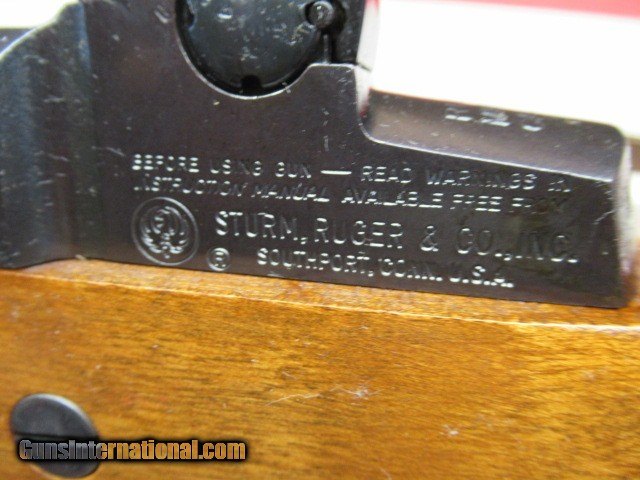 BEFORE USING GUN — READ WARNINGS IN
INSTRUCTION MANUAL AVAILABLE FREE FROM
STURM, RUGER & CO., INC.
® SOUTHPORT, CONN. U.S.A.
GunsInternational.com